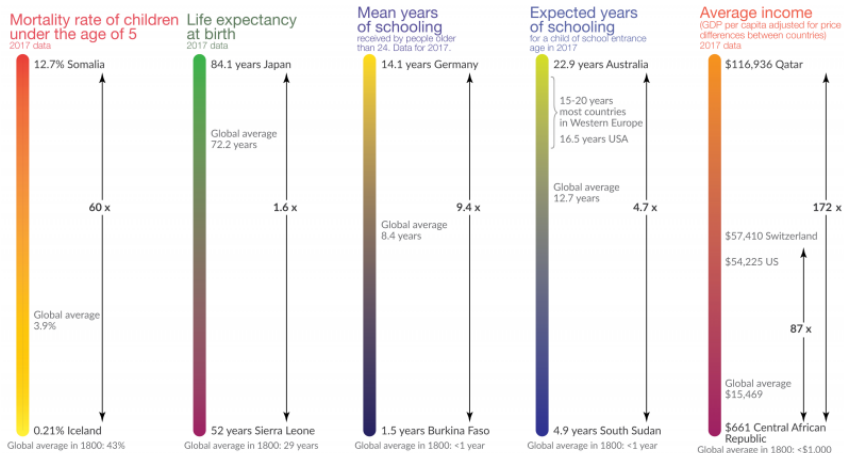 Mortality rate of children
under the age of 5
2017 data
12.7% Somalia
60 x
Global average
3.9%
0.21% Iceland
Global average in 1800: 43%
Life expectancy
at birth
2017 data
84.1 years Japan
Global average
72.2 years
1.6 x
52 years Sierra Leone
Global average in 1800: 29 years
Mean years
of schooling
received by people older
than 24. Data for 2017.
14.1 years Germany
9.4 x
Global average
8.4 years
1.5 years Burkina Faso
Global average in 1800: <1 year
Expected years
of schooling
for a child of school entrance
age in 2017
22.9 years Australia
15-20 years
most countries
in Western Europe
16.5 years USA
Global average
12.7 years
4.7 x
4.9 years South Sudan
Global average in 1800: <1 year
Average income
(GDP per capita adjusted for price
differences between countries)
2017 data
$116,936 Qatar
172 x
$57,410 Switzerland
$54,225 US
87 x
Global average
$15,469
$661 Central African
Republic
Global average in 1800: <$1,000